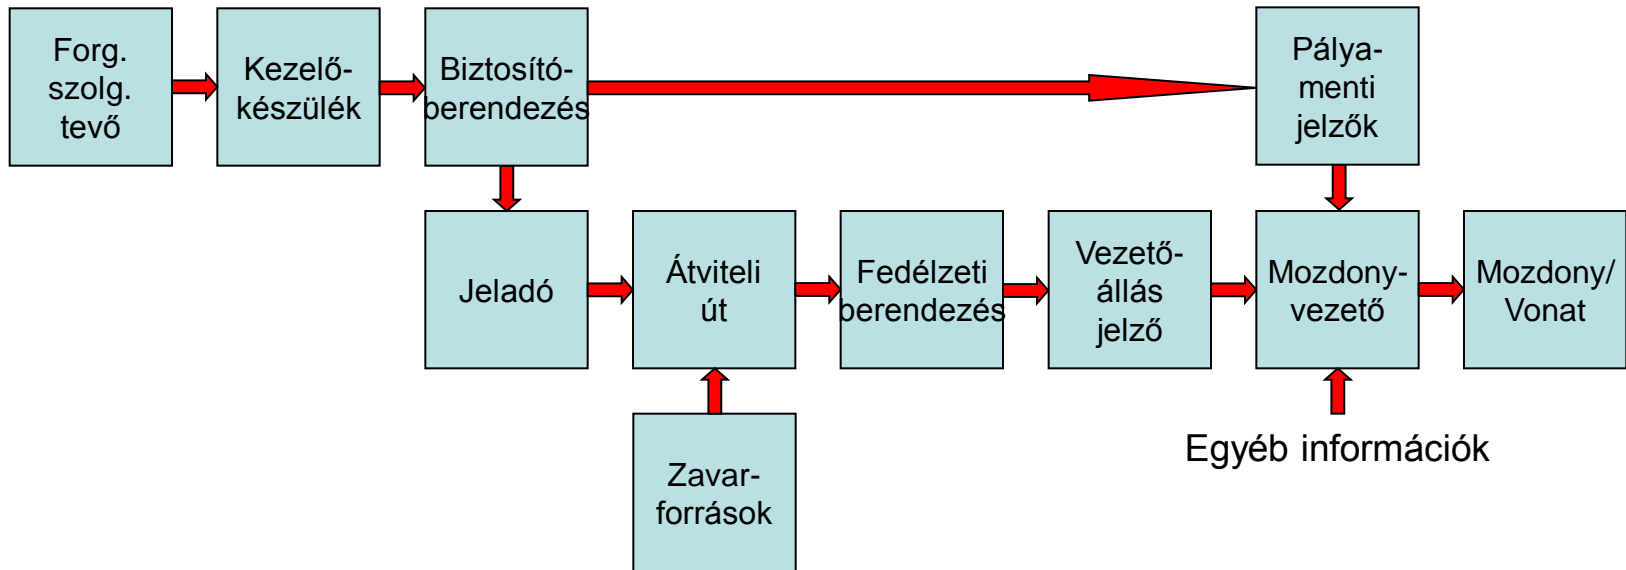 Forg.
szolg.
tevő
Kezelő-
készülék
Biztosító-
berendezés
Pálya-
menti
jelzők
Jeladó
Átviteli
út
Fedélzeti
berendezés
Vezető-
állás
jelző
Mozdony-
vezető
Mozdony/
Vonat
Zavar-
források
Egyéb információk